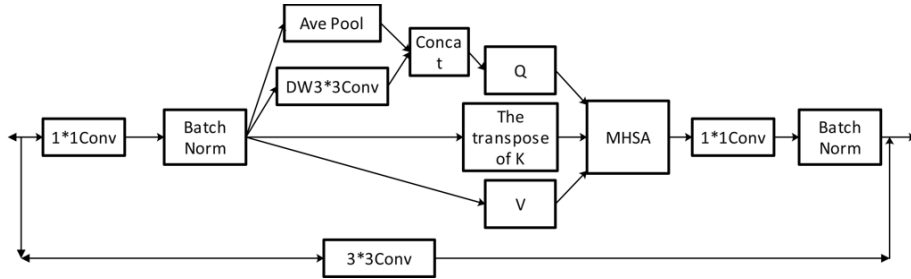 Ave Pool
Conca
t
DW3*3Conv
Q
1*1Conv
Batch
Norm
The
transpose
of K
MHSA
1*1Conv
Batch
Norm
V
3*3Conv